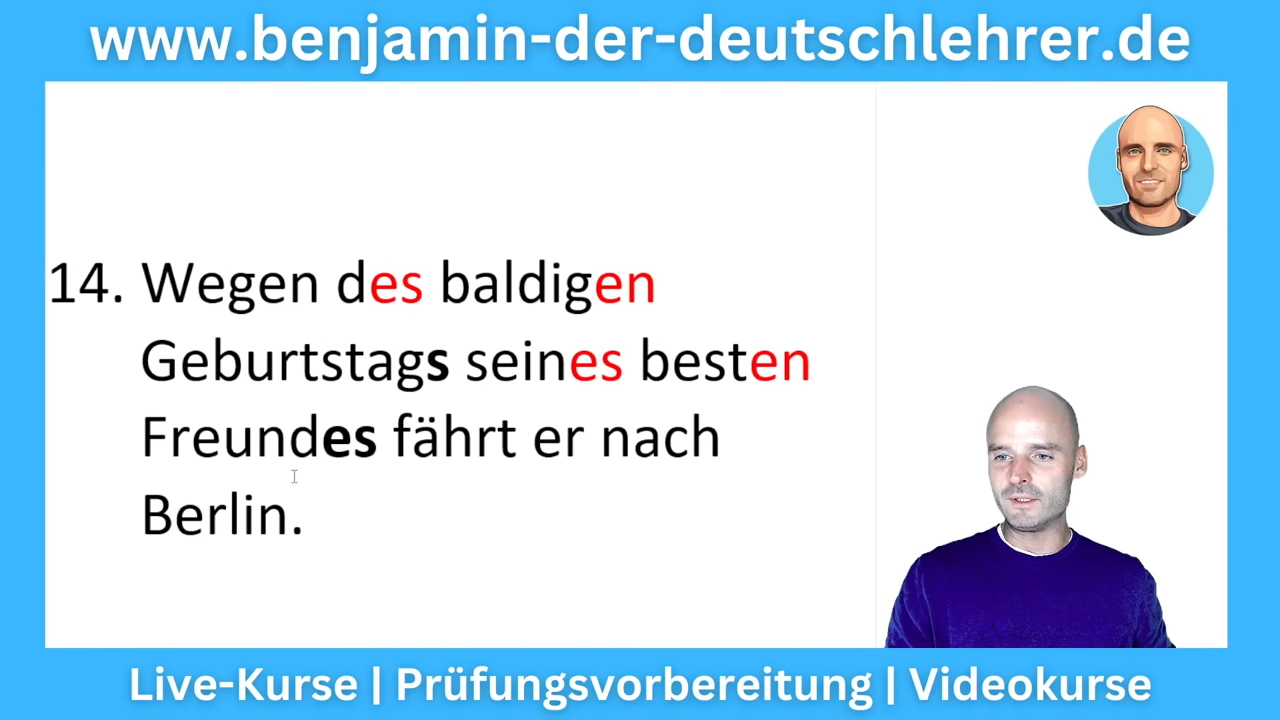 www.benjamin-der-deutschlehrer.de
14. Wegen des baldigen
Geburtstags seines besten
Freundes fährt er nach
Berlin.
Live-Kurse | Prüfungsvorbereitung | Videokurse